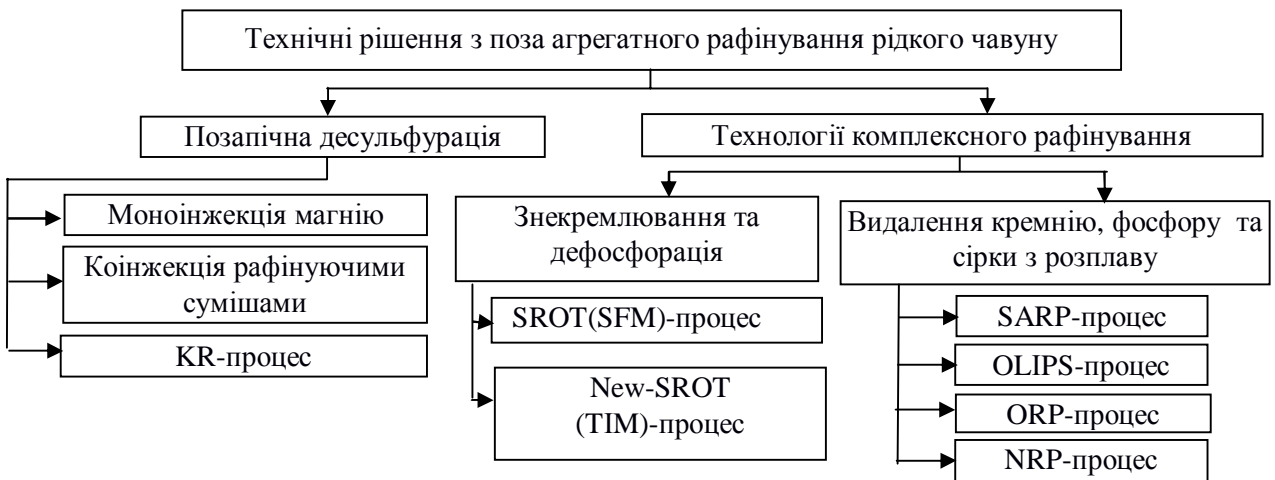 Технічні рішення з поза агрегатного рафінування рідкого чавуну
Позапічна десульфурація
Технології комплексного рафінування
Моноінжекція магнію
Коінжекція рафінуючими
сумішами
KR-процес
Знекремлювання та
дефосфорація
SROT(SFM)-процес
New-SROT
(TIM)-процес
Видалення кремнію, фосфору та
сірки з розплаву
SARP-процес
OLIPS-процес
ORP-процес
NRP-процес